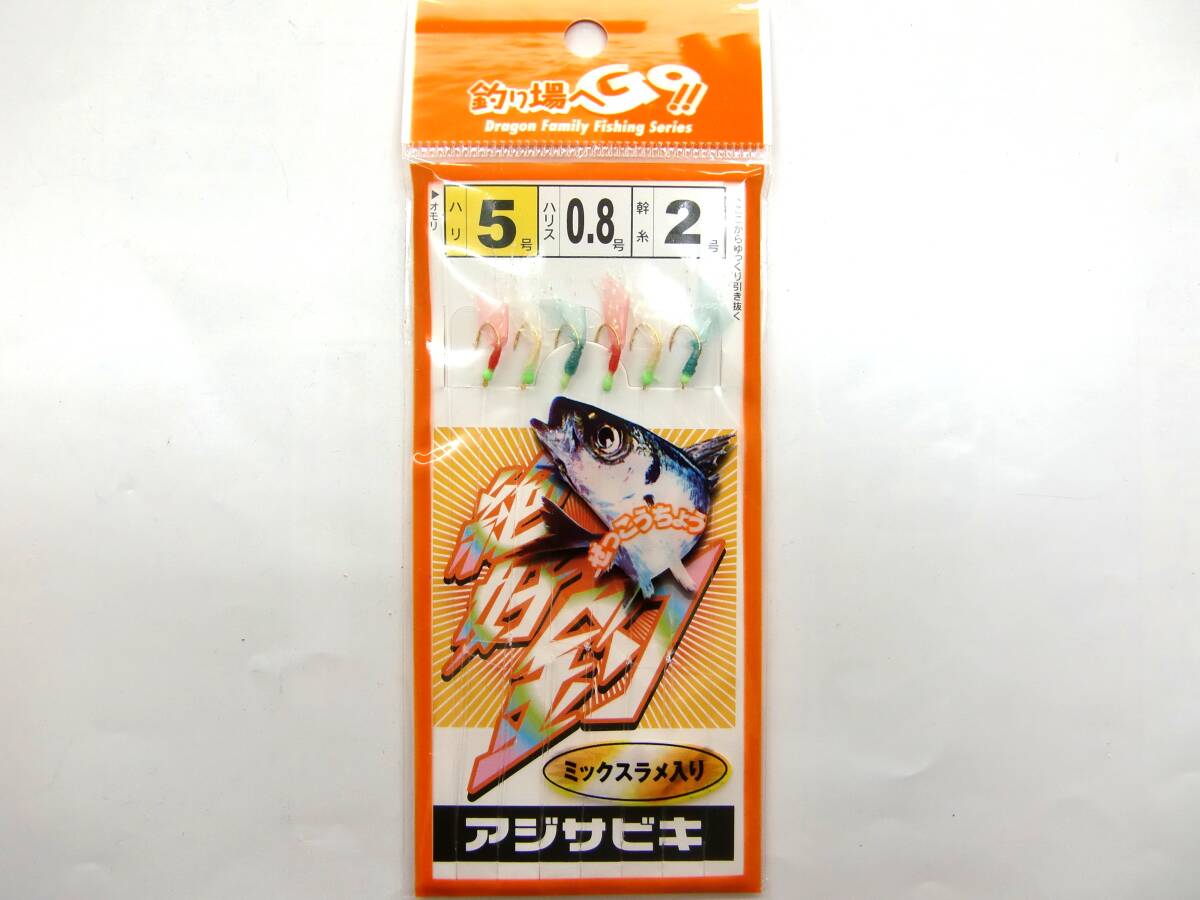 釣り場へGO!!
Dragon Family Fishing Series
▶オモリ
ハリ 5号
ハリス 0.8号
幹糸 2号
ここからゆっくり引き抜く
ぜっこうちょう
絶好釣
ミックスラメ入り
アジサビキ